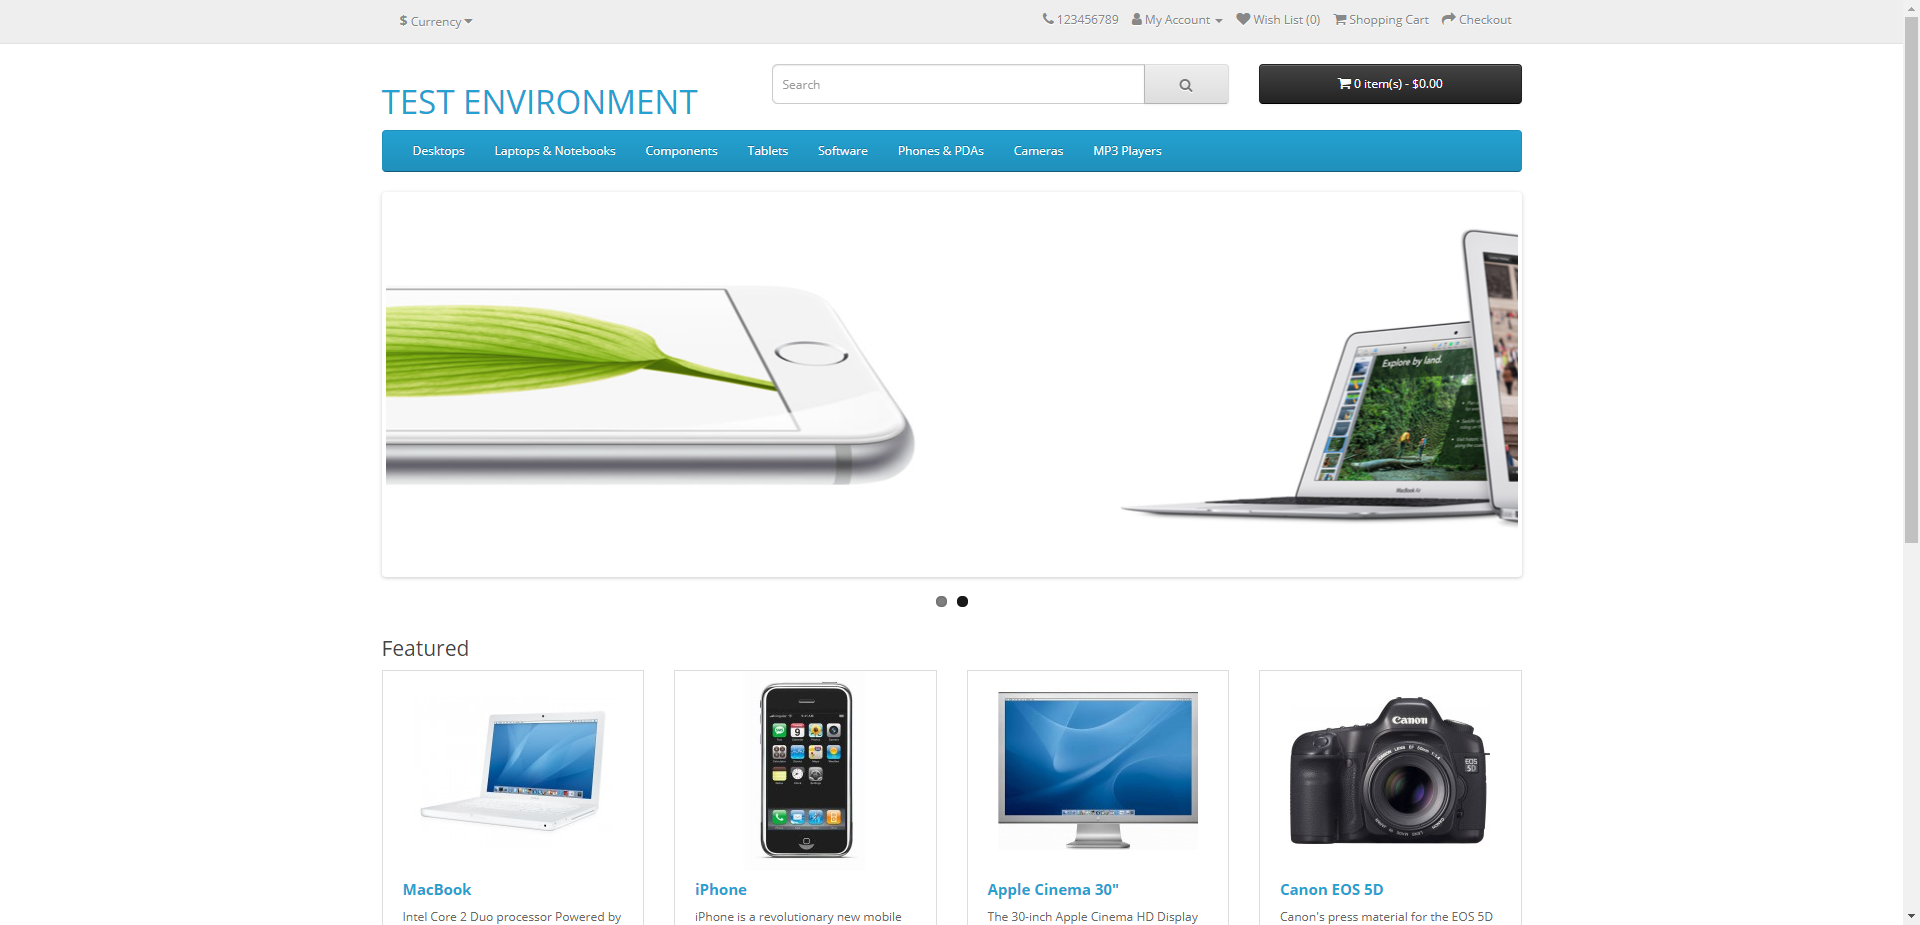 $ Currency
123456789 My Account Wish List (0) Shopping Cart Checkout
TEST ENVIRONMENT
Search
0 item(s) - $0.00
Desktops Laptops & Notebooks Components Tablets Software Phones & PDAs Cameras MP3 Players
Explore by land.
MacBook Air
Featured
Canon
EOS
5D
MacBook
Intel Core 2 Duo processor Powered by
iPhone
iPhone is a revolutionary new mobile
Apple Cinema 30"
The 30-inch Apple Cinema HD Display
Canon EOS 5D
Canon's press material for the EOS 5D